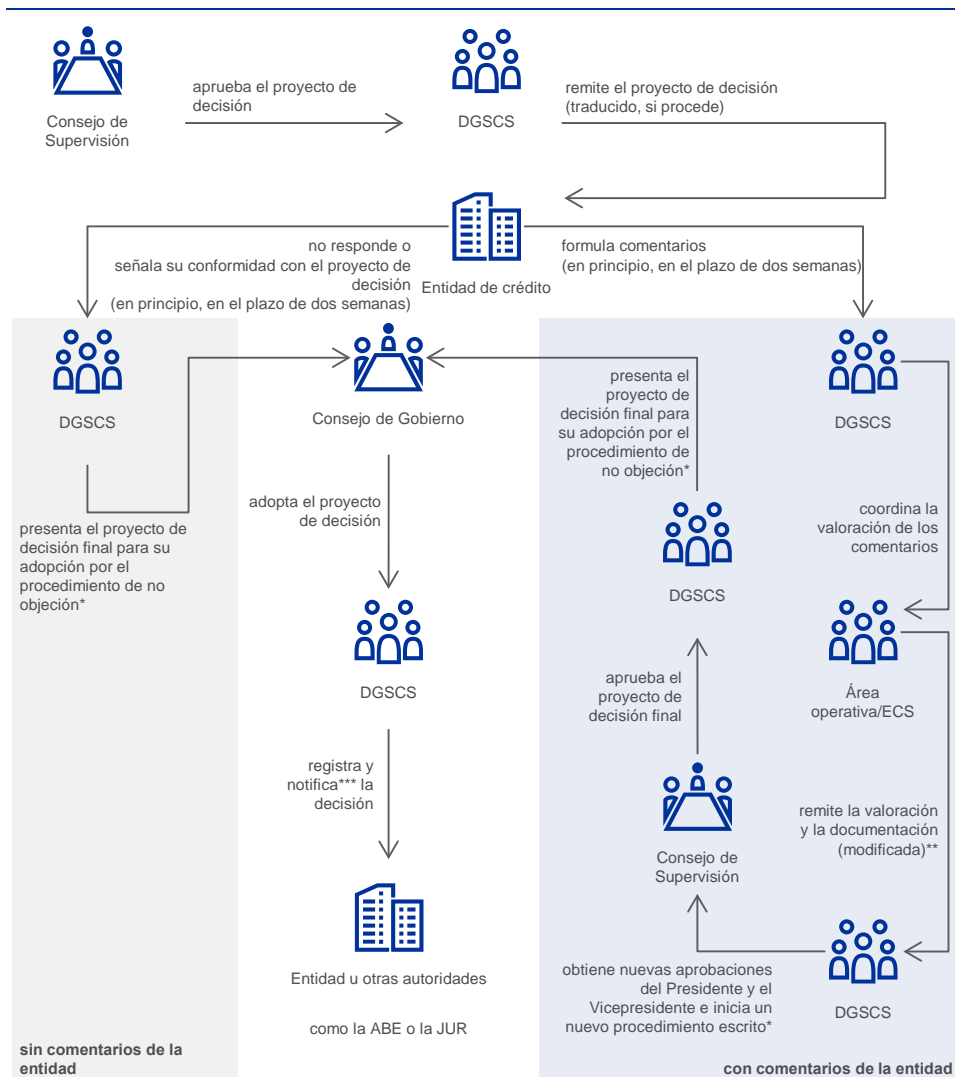 aprueba el proyecto de
decisión
Consejo de
Supervisión
DGSCS
remite el proyecto de decisión
(traducido, si procede)
no responde o
señala su conformidad con el proyecto de
decisión
(en principio, en el plazo de dos semanas)
Entidad de crédito
formula comentarios
(en principio, en el plazo de dos semanas)
DGSCS
presenta el proyecto de
decisión final para su
adopción por el
procedimiento de no
objeción*
Consejo de Gobierno
adopta el proyecto
de decisión
DGSCS
registra y
notifica*** la
decisión
Entidad u otras autoridades
como la ABE o la JUR
presenta el
proyecto de
decisión final para
su adopción por el
procedimiento de
no objeción*
DGSCS
aprueba el
proyecto de
decisión final
Consejo de
Supervisión
obtiene nuevas aprobaciones
del Presidente y el
Vicepresidente e inicia un
nuevo procedimiento escrito*
DGSCS
coordina la
valoración de los
comentarios
Área
operativa/ECS
remite la valoración
y la documentación
(modificada)**
DGSCS
sin comentarios de la
entidad
con comentarios de la entidad